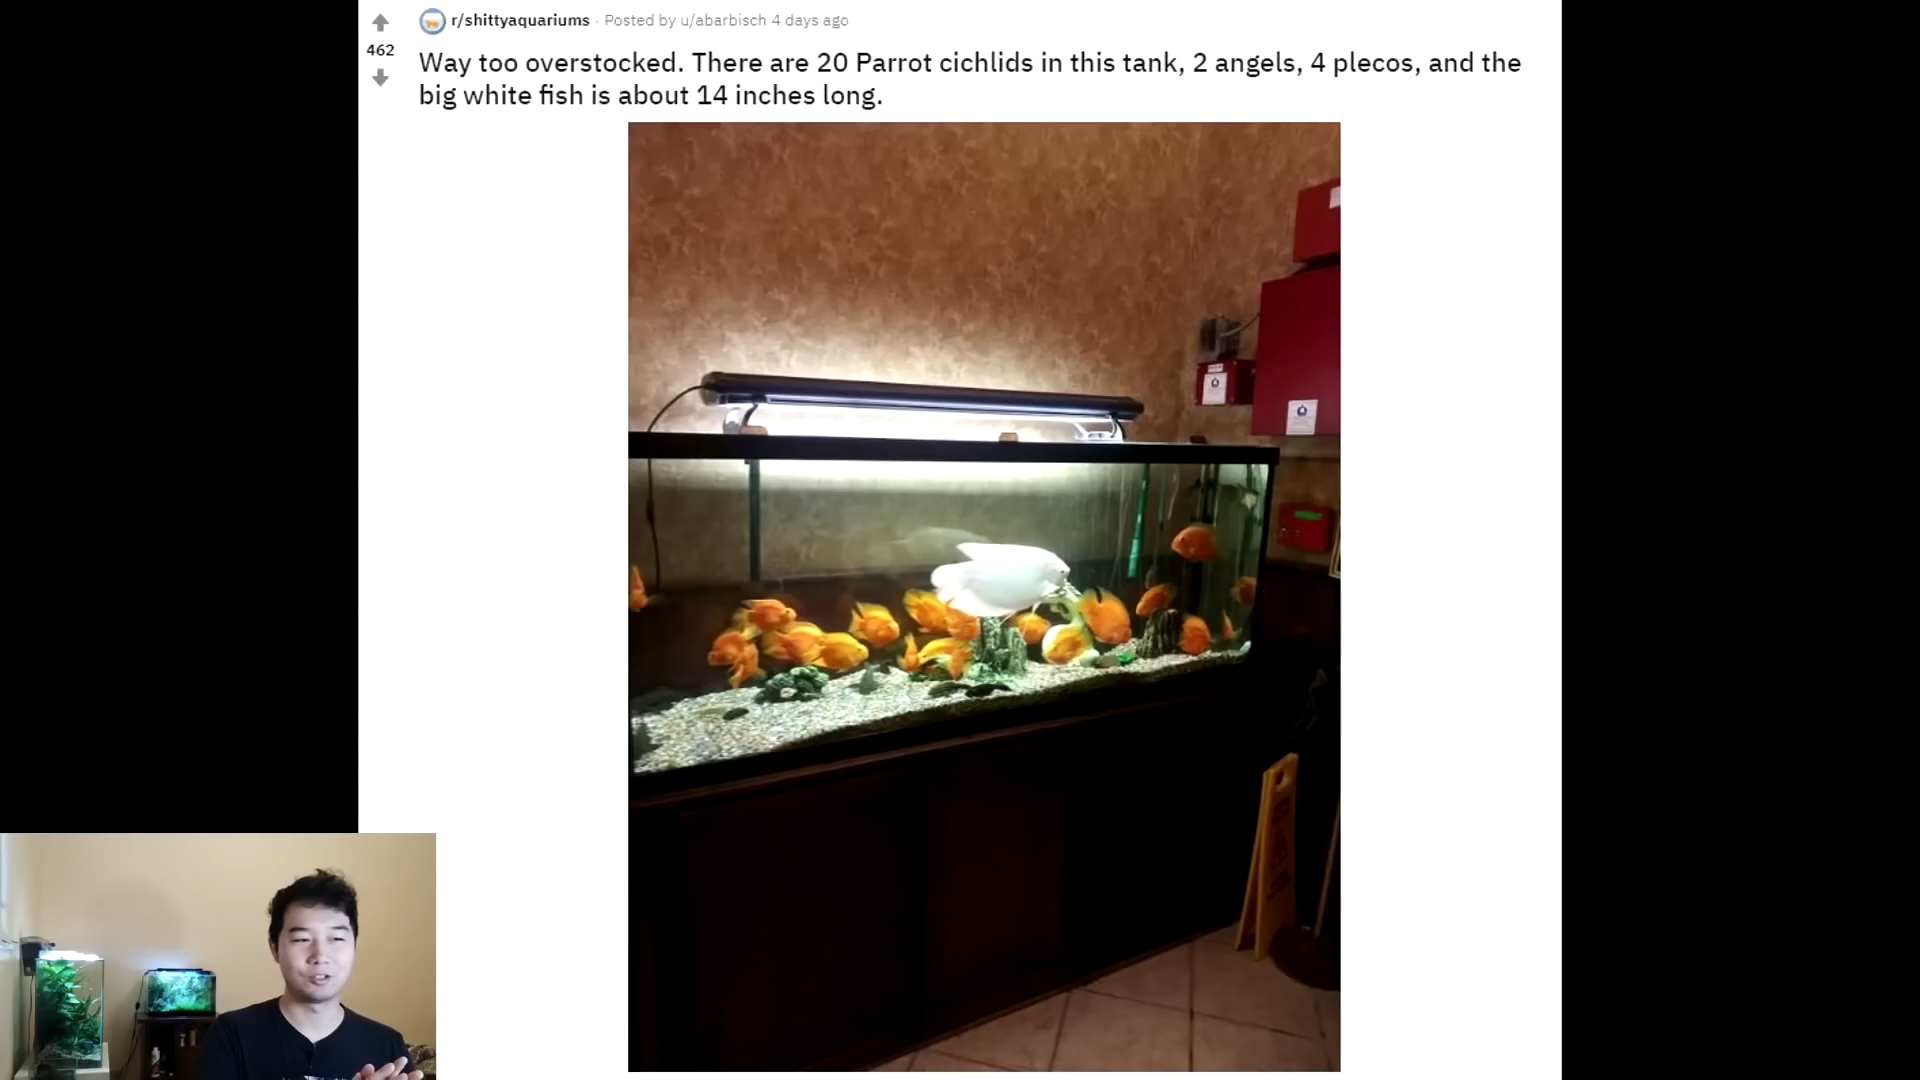 r/shittyaquariums · Posted by u/abarbisch 4 days ago
462
Way too overstocked. There are 20 Parrot cichlids in this tank, 2 angels, 4 plecos, and the
big white fish is about 14 inches long.